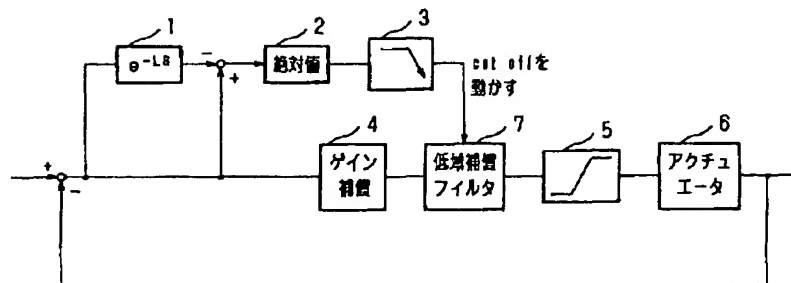 1
2
3
e^-LS
絶対値
cut offを
動かす
4
7
5
6
ゲイン
補償
低域補償
フィルタ
アクチュ
エータ
+
-
-
+